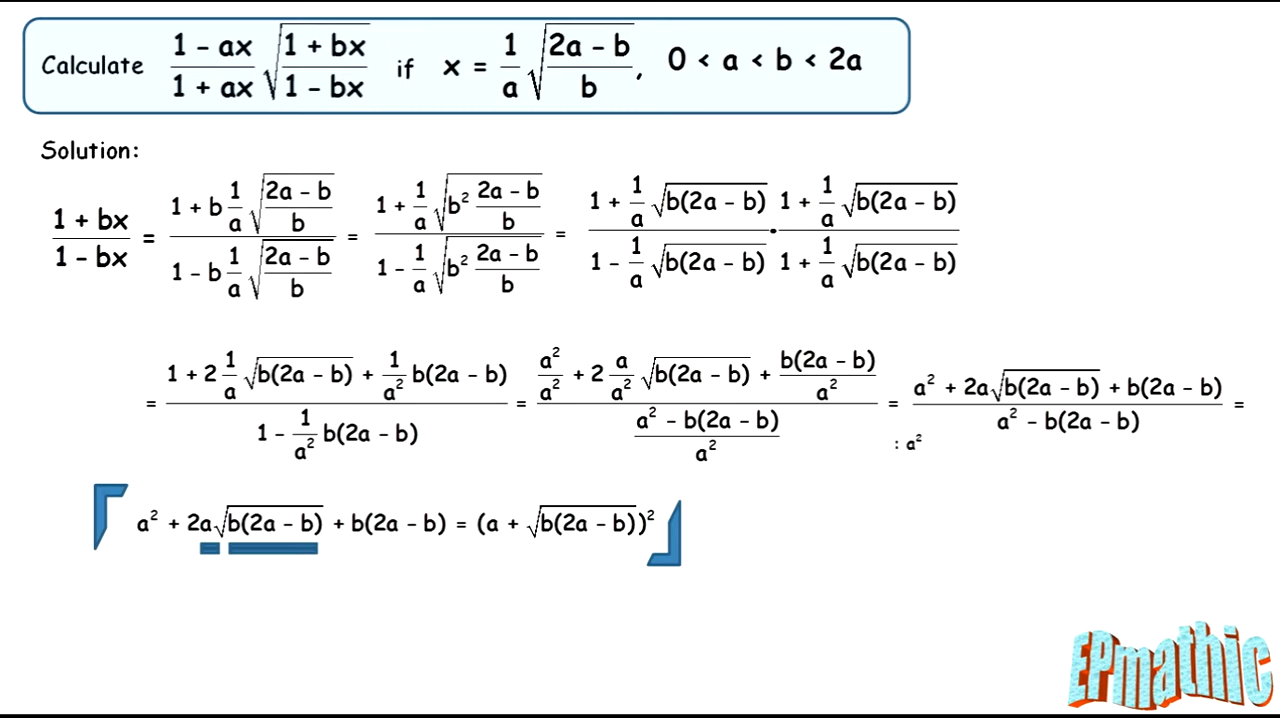 Calculate (1 - ax)/(1 + ax) √((1 + bx)/(1 - bx)) if x = (1/a) √((2a - b)/b), 0 < a < b < 2a
Solution:
(1 + bx)/(1 - bx) = (1 + b (1/a) √((2a - b)/b))/(1 - b (1/a) √((2a - b)/b)) = (1 + (1/a) √(b² (2a - b)/b))/(1 - (1/a) √(b² (2a - b)/b)) = (1 + (1/a) √(b(2a - b)))/(1 - (1/a) √(b(2a - b))) · (1 + (1/a) √(b(2a - b)))/(1 + (1/a) √(b(2a - b)))
= (1 + 2 (1/a) √(b(2a - b)) + (1/a²) b(2a - b))/(1 - (1/a²) b(2a - b)) = (a²/a² + 2 (a/a²) √(b(2a - b)) + b(2a - b)/a²)/((a² - b(2a - b))/a²) = (a² + 2a√(b(2a - b)) + b(2a - b))/(a² - b(2a - b)) =
: a²
a² + 2a√(b(2a - b)) + b(2a - b) = (a + √(b(2a - b)))²
EPmathic